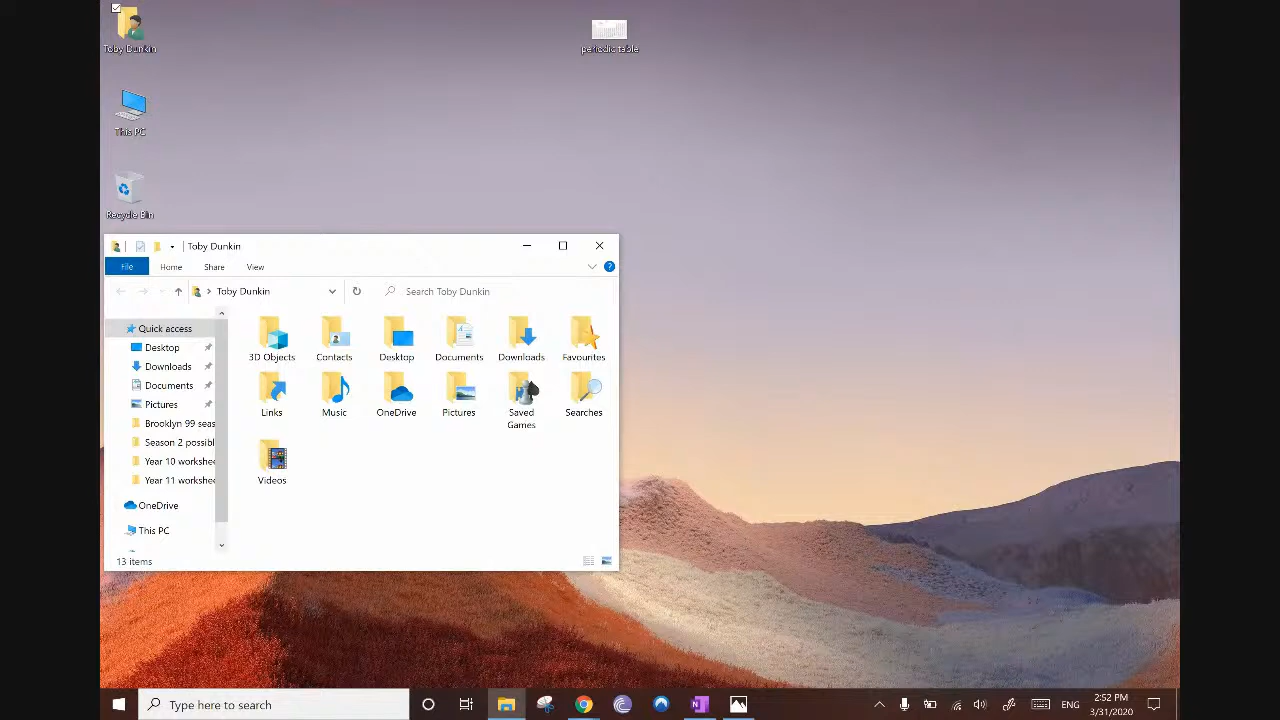 Toby Dunkin
periodic table
This PC
Recycle Bin
Toby Dunkin
File Home Share View
Toby Dunkin
Search Toby Dunkin
Quick access
Desktop
Downloads
Documents
Pictures
Brooklyn 99 seas
Season 2 possibl
Year 10 workshee
Year 11 workshee
OneDrive
This PC
3D Objects Contacts Desktop Documents Downloads Favourites
Links Music OneDrive Pictures Saved Games Searches
Videos
13 items
Type here to search
ENG
2:52 PM
3/31/2020